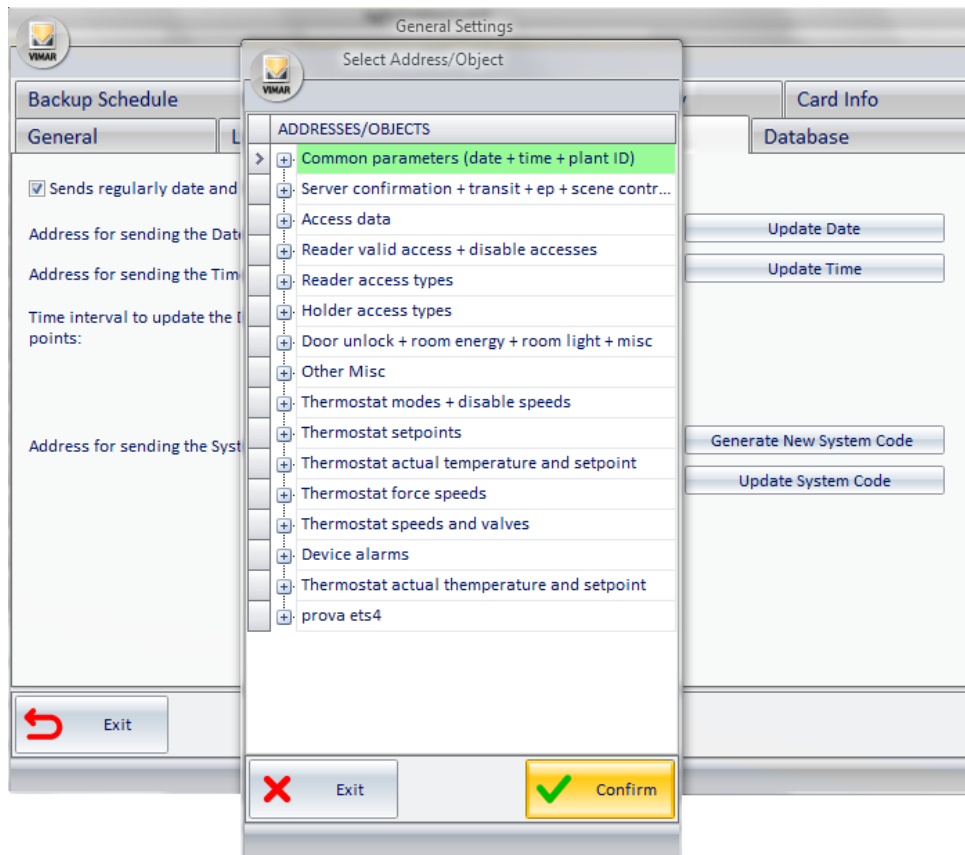 General Settings
VIMAR
Select Address/Object
VIMAR
Backup Schedule
Card Info
General
Database
ADDRESSES/OBJECTS
Common parameters (date + time + plant ID)
Server confirmation + transit + ep + scene contr...
Access data
Reader valid access + disable accesses
Reader access types
Holder access types
Door unlock + room energy + room light + misc
Other Misc
Thermostat modes + disable speeds
Thermostat setpoints
Thermostat actual temperature and setpoint
Thermostat force speeds
Thermostat speeds and valves
Device alarms
Thermostat actual themperature and setpoint
prova ets4
Sends regularly date and
Address for sending the Date
Update Date
Address for sending the Tim
Update Time
Time interval to update the D
points:
Address for sending the Syst
Generate New System Code
Update System Code
Exit
Exit
Confirm